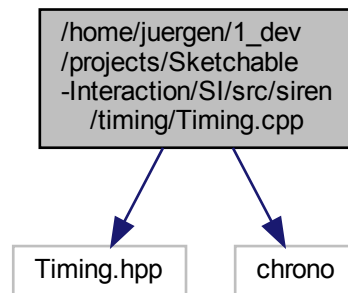 /home/juergen/1_dev
/projects/Sketchable
-Interaction/SI/src/siren
/timing/Timing.cpp
Timing.hpp
chrono